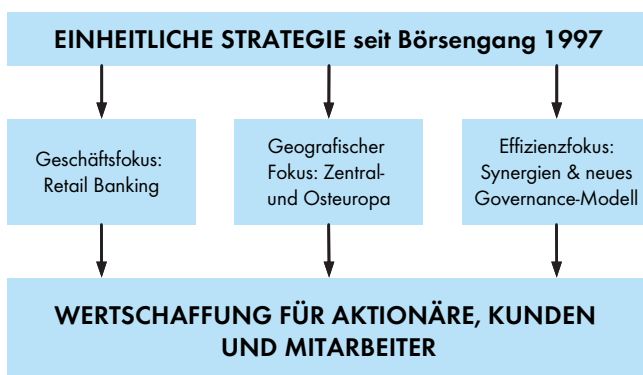 EINHEITLICHE STRATEGIE seit Börsengang 1997
Geschäftsfokus:
Retail Banking
Geografischer
Fokus: Zentral-
und Osteuropa
Effizienzfokus:
Synergien & neues
Governance-Modell
WERTSCHAFFUNG FÜR AKTIONÄRE, KUNDEN
UND MITARBEITER